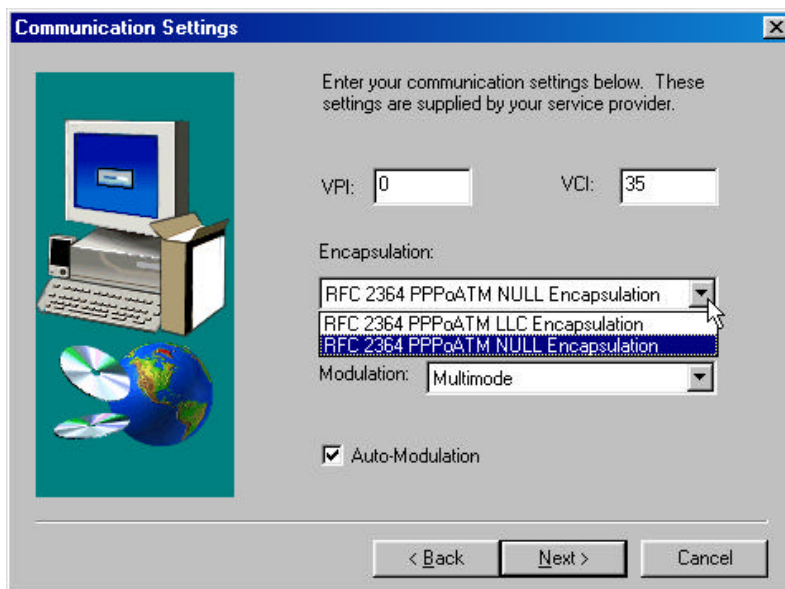 Communication Settings
Enter your communication settings below. These
settings are supplied by your service provider.
VPI: 0 VCI: 35
Encapsulation:
RFC 2364 PPPoATM NULL Encapsulation
RFC 2364 PPPoATM LLC Encapsulation
RFC 2364 PPPoATM NULL Encapsulation
Modulation: Multimode
Auto-Modulation
< Back Next > Cancel